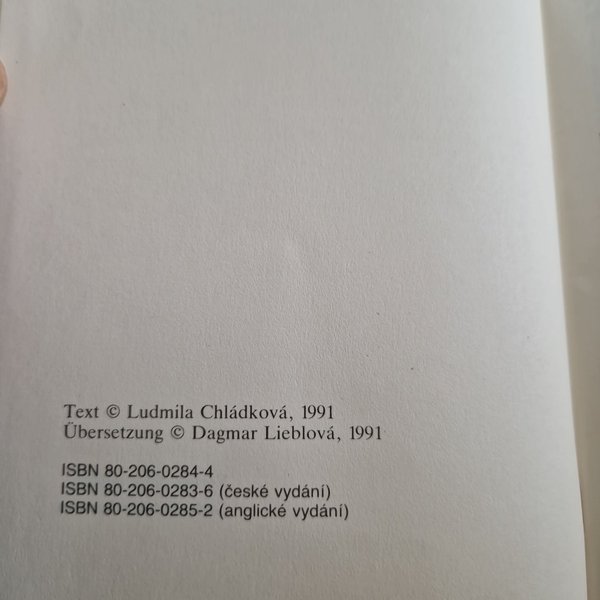 Text © Ludmila Chládková, 1991
Übersetzung © Dagmar Lieblová, 1991
ISBN 80-206-0284-4
ISBN 80-206-0283-6 (české vydání)
ISBN 80-206-0285-2 (anglické vydání)